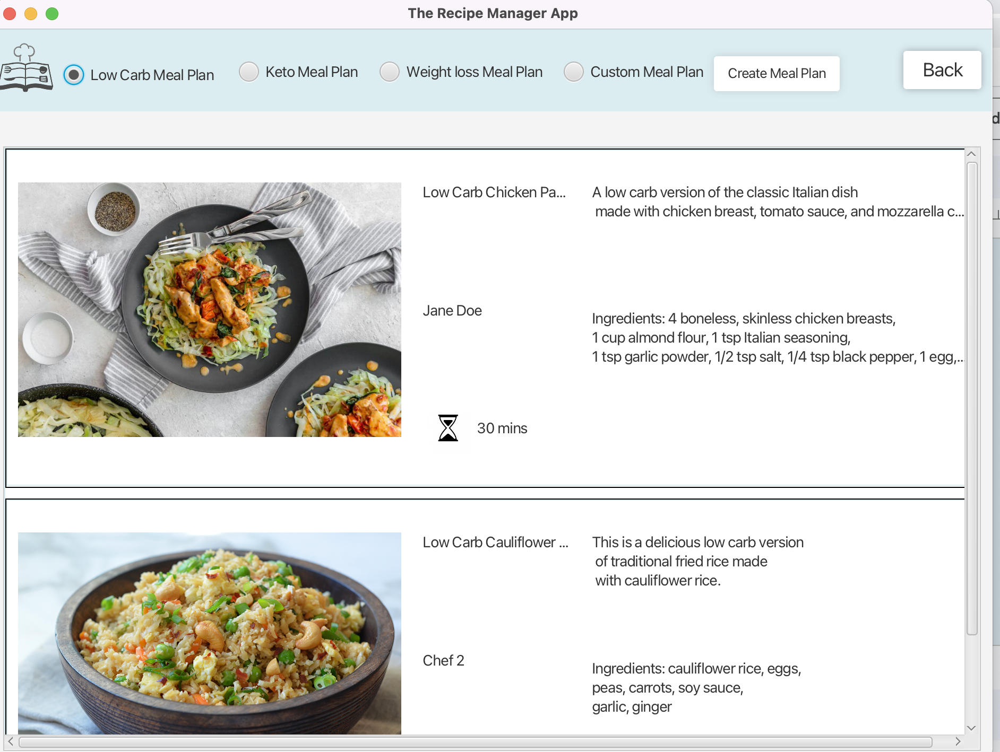 The Recipe Manager App
Low Carb Meal Plan
Keto Meal Plan
Weight loss Meal Plan
Custom Meal Plan
Create Meal Plan
Back
d
Low Carb Chicken Pa...
A low carb version of the classic Italian dish
made with chicken breast, tomato sauce, and mozzarella c...
Jane Doe
Ingredients: 4 boneless, skinless chicken breasts,
1 cup almond flour, 1 tsp Italian seasoning,
1 tsp garlic powder, 1/2 tsp salt, 1/4 tsp black pepper, 1 egg,...
30 mins
Low Carb Cauliflower ...
This is a delicious low carb version
of traditional fried rice made
with cauliflower rice.
Chef 2
Ingredients: cauliflower rice, eggs,
peas, carrots, soy sauce,
garlic, ginger